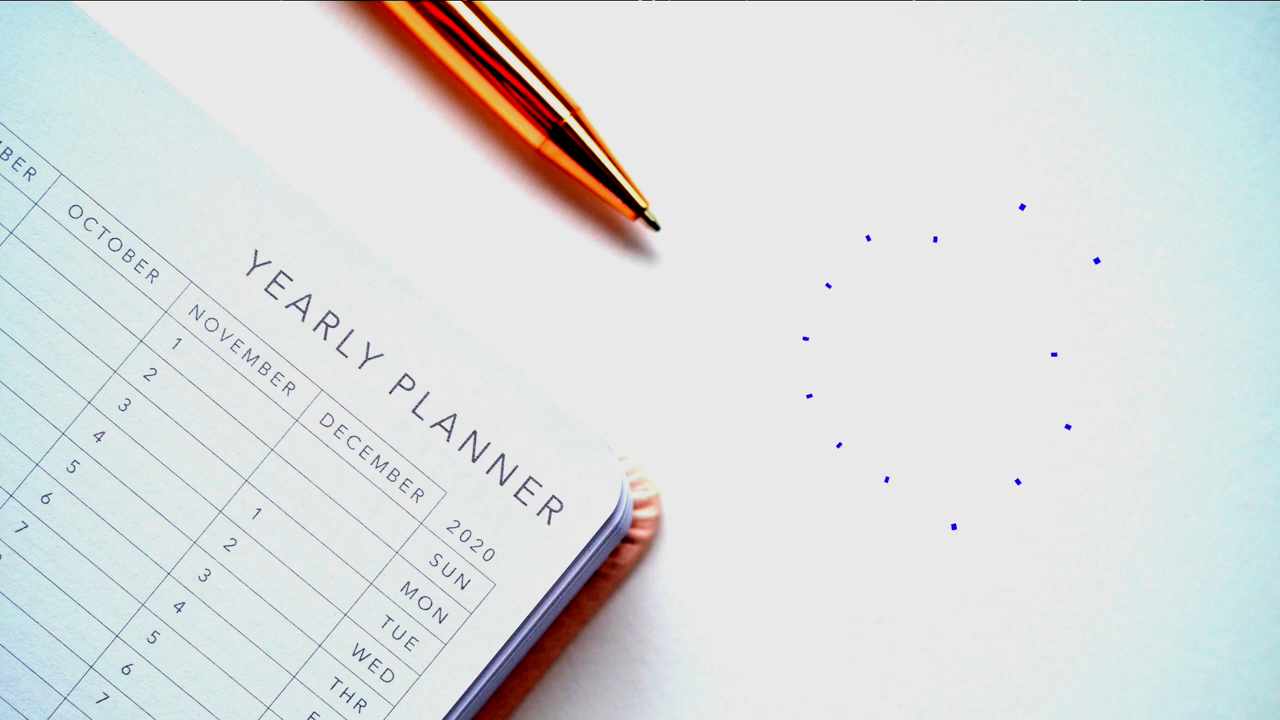 YEARLY PLANNER
BER
OCTOBER
NOVEMBER
DECEMBER
2020
1
2
3
4
5
6
7
1
2
3
4
5
6
7
SUN
MON
TUE
WED
THR
F